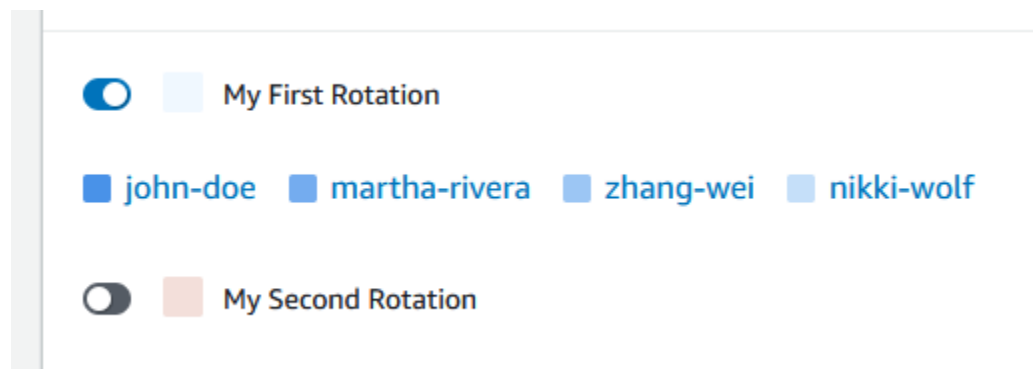 My First Rotation
john-doe martha-rivera zhang-wei nikki-wolf
My Second Rotation